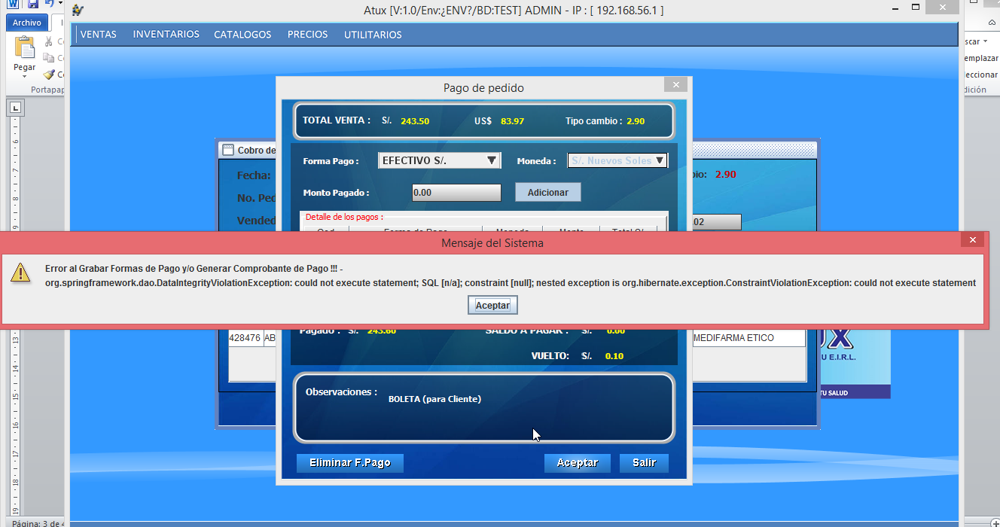 Atux [V:1.0/Env:¿ENV?/BD:TEST] ADMIN - IP : [ 192.168.56.1 ]
Archivo
VENTAS INVENTARIOS CATALOGOS PRECIOS UTILITARIOS
Pegar
Portapap
scar
emplazar
eccionar
dición
Pago de pedido
TOTAL VENTA : S/. 243.50 US$ 83.97 Tipo cambio : 2.90
Cobro de
Forma Pago : EFECTIVO S/. Moneda : S/. Nuevos Soles
Fecha:
bio: 2.90
Monto Pagado : 0.00 Adicionar
No. Ped
Detalle de los pagos :
Vended
.02
Mensaje del Sistema
Error al Grabar Formas de Pago y/o Generar Comprobante de Pago !!! -
org.springframework.dao.DataIntegrityViolationException: could not execute statement; SQL [n/a]; constraint [null]; nested exception is org.hibernate.exception.ConstraintViolationException: could not execute statement
Aceptar
Pagado : S/. 243.60 SALDO A PAGAR : S/. 0.00
428476 AB MEDIFARMA ETICO
VUELTO: S/. 0.10
UX
U E.I.R.L.
TU SALUD
Observaciones : BOLETA (para Cliente)
Eliminar F.Pago Aceptar Salir
Página: 3 de 4